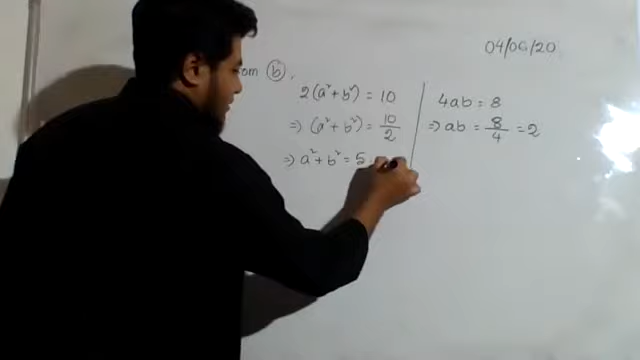 04/06/20
om (b).
2(a² + b²) = 10
⇒ (a² + b²) = 10/2
⇒ a² + b² = 5
4ab = 8
⇒ ab = 8/4 = 2